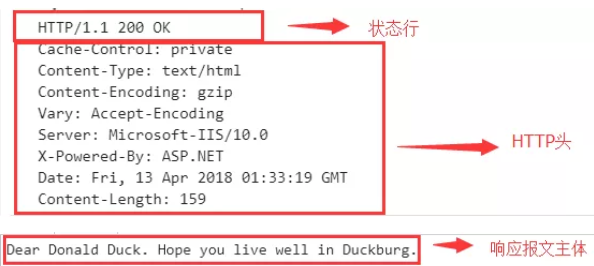 HTTP/1.1 200 OK
状态行
Cache-Control: private
Content-Type: text/html
Content-Encoding: gzip
Vary: Accept-Encoding
Server: Microsoft-IIS/10.0
HTTP头
X-Powered-By: ASP.NET
Date: Fri, 13 Apr 2018 01:33:19 GMT
Content-Length: 159
Dear Donald Duck. Hope you live well in Duckburg.
响应报文主体